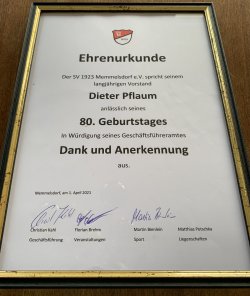 Ehrenurkunde
Der SV 1923 Memmelsdorf e.V. spricht seinem
langjährigen Vorstand
Dieter Pflaum
anlässlich seines
80. Geburtstages
in Würdigung seines Geschäftsführeramtes
Dank und Anerkennung
aus.
Memmelsdorf, am 1. April 2021
Christian Kühl Florian Brehm Martin Bienlein Matthias Petschke
Geschäftsführung Veranstaltungen Sport Liegenschaften